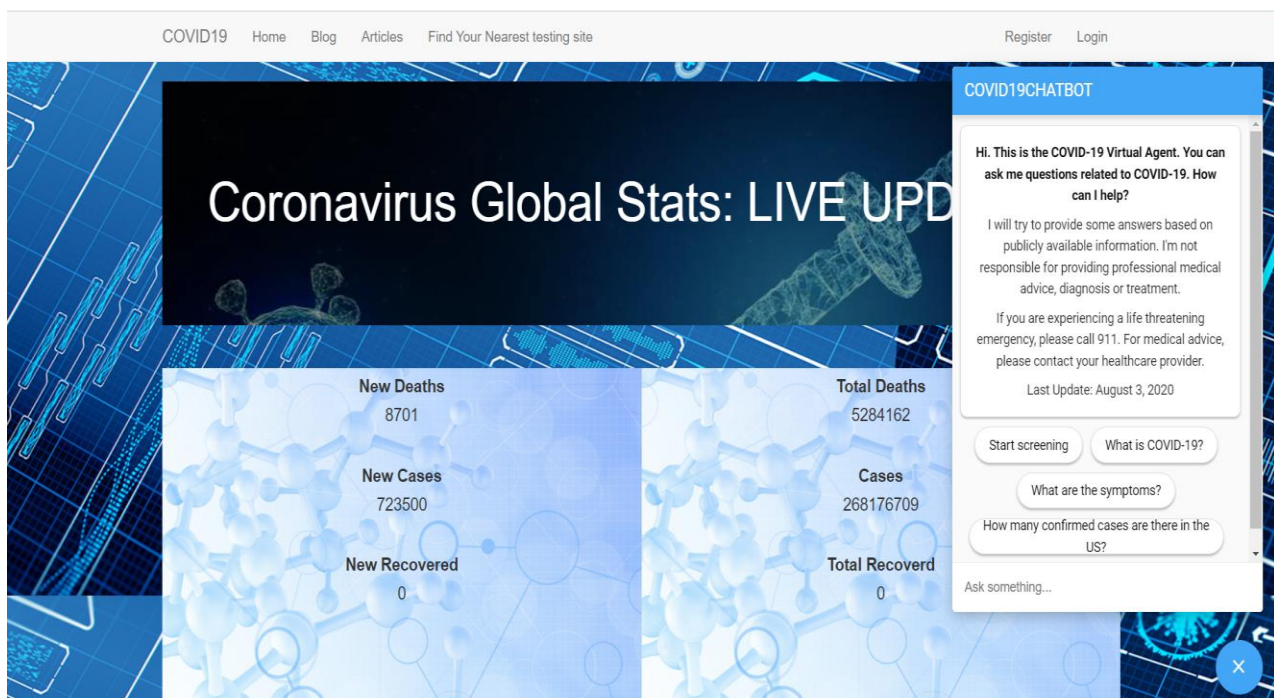 COVID19 Home Blog Articles Find Your Nearest testing site Register Login
Coronavirus Global Stats: LIVE UPD
New Deaths
8701
New Cases
723500
New Recovered
0
Total Deaths
5284162
Cases
268176709
Total Recoverd
0
COVID19CHATBOT
Hi. This is the COVID-19 Virtual Agent. You can
ask me questions related to COVID-19. How
can I help?
I will try to provide some answers based on
publicly available information. I'm not
responsible for providing professional medical
advice, diagnosis or treatment.
If you are experiencing a life threatening
emergency, please call 911. For medical advice,
please contact your healthcare provider.
Last Update: August 3, 2020
Start screening What is COVID-19?
What are the symptoms?
How many confirmed cases are there in the
US?
Ask something...